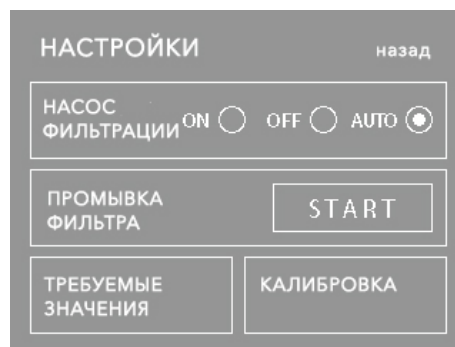 НАСТРОЙКИ назад
НАСОС
ФИЛЬТРАЦИИ ON OFF AUTO
ПРОМЫВКА
ФИЛЬТРА
START
ТРЕБУЕМЫЕ
ЗНАЧЕНИЯ
КАЛИБРОВКА